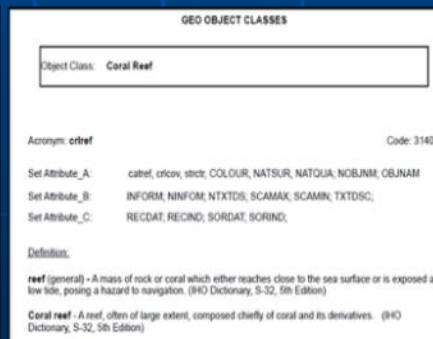 GEO OBJECT CLASSES
Object Class: Coral Reef
Acronym: crlref Code: 3140
Set Attribute_A: catref, crlcov, strctr, COLOUR, NATSUR, NATQUA; NOBJNM; OBJNAM
Set Attribute_B: INFORM; NINFOM; NTXTDS; SCAMAX; SCAMIN; TXTDSC;
Set Attribute_C: RECDAT; RECIND; SORDAT; SORIND;
Definition:
reef (general) - A mass of rock or coral which either reaches close to the sea surface or is exposed a
low tide, posing a hazard to navigation. (IHO Dictionary, S-32, 5th Edition)
Coral reef - A reef, often of large extent, composed chiefly of coral and its derivatives. (IHO
Dictionary, S-32, 5th Edition)